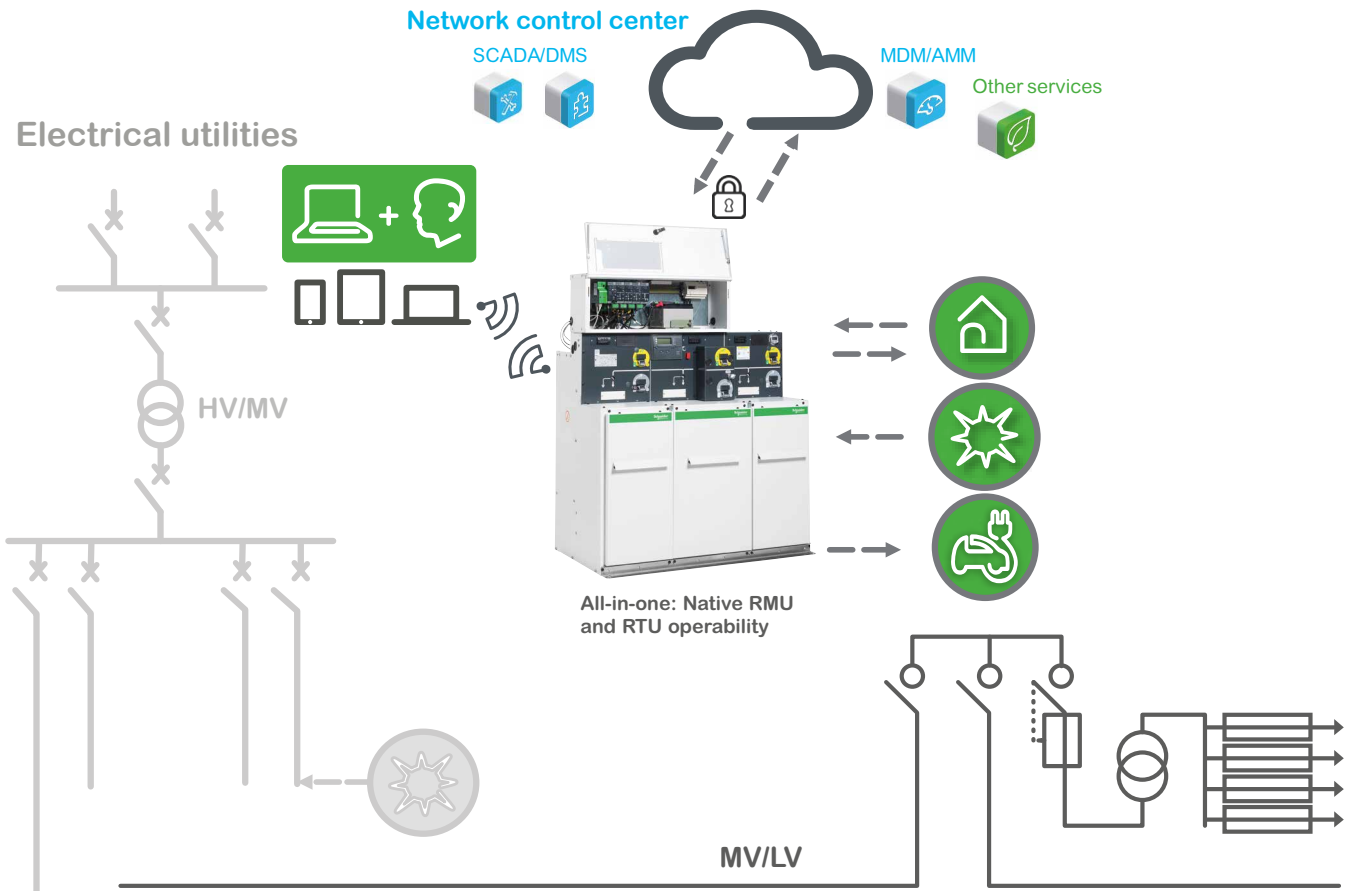 Network control center
SCADA/DMS
MDM/AMM
Other services
Electrical utilities
HV/MV
All-in-one: Native RMU
and RTU operability
MV/LV